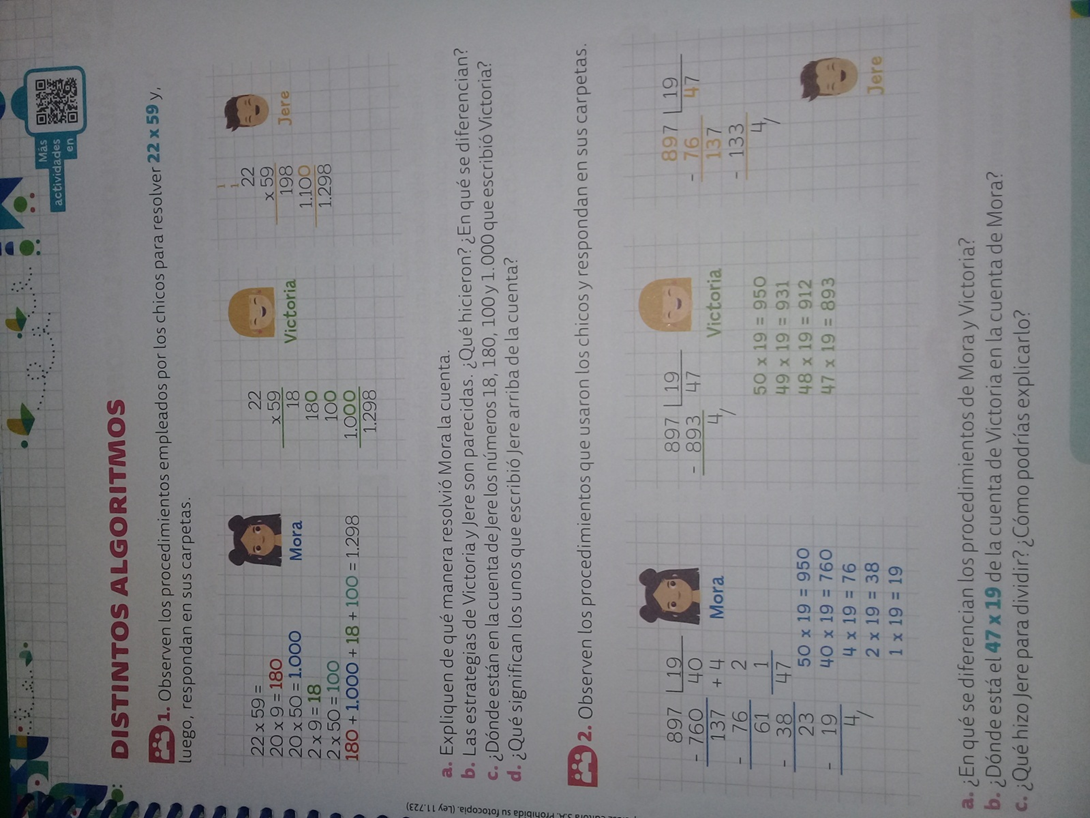 Más
actividades
en
DISTINTOS ALGORITMOS
1. Observen los procedimientos empleados por los chicos para resolver 22 x 59 y,
luego, respondan en sus carpetas.
22 x 59 =
20 x 9 = 180
20 x 50 = 1.000
2 x 9 = 18
2 x 50 = 100
180 + 1.000 + 18 + 100 = 1.298
Mora
22
x 59
18
180
100
1.000
1.298
Victoria
1
1
22
x 59
198
1.100
1.298
Jere
a. Expliquen de qué manera resolvió Mora la cuenta.
b. Las estrategias de Victoria y Jere son parecidas. ¿Qué hicieron? ¿En qué se diferencian?
c. ¿Dónde están en la cuenta de Jere los números 18, 180, 100 y 1.000 que escribió Victoria?
d. ¿Qué significan los unos que escribió Jere arriba de la cuenta?
2. Observen los procedimientos que usaron los chicos y respondan en sus carpetas.
897 19
- 760 40
137 + 4
- 76 2
61 1
- 38 47
23
- 19
4
Mora
50 x 19 = 950
40 x 19 = 760
4 x 19 = 76
2 x 19 = 38
1 x 19 = 19
897 19
- 893 47
4
Victoria
50 x 19 = 950
49 x 19 = 931
48 x 19 = 912
47 x 19 = 893
897 19
- 76 47
137
- 133
4
Jere
a. ¿En qué se diferencian los procedimientos de Mora y Victoria?
b. ¿Dónde está el 47 x 19 de la cuenta de Victoria en la cuenta de Mora?
c. ¿Qué hizo Jere para dividir? ¿Cómo podrías explicarlo?
S.A. Prohibida su fotocopia. (Ley 11.723)